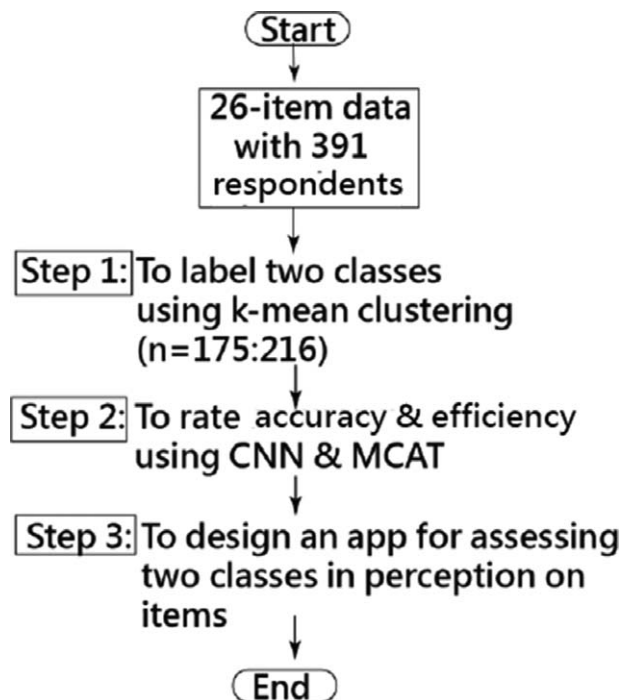 Start
26-item data
with 391
respondents
Step 1: To label two classes
using k-mean clustering
(n=175:216)
Step 2: To rate accuracy & efficiency
using CNN & MCAT
Step 3: To design an app for assessing
two classes in perception on
items
End